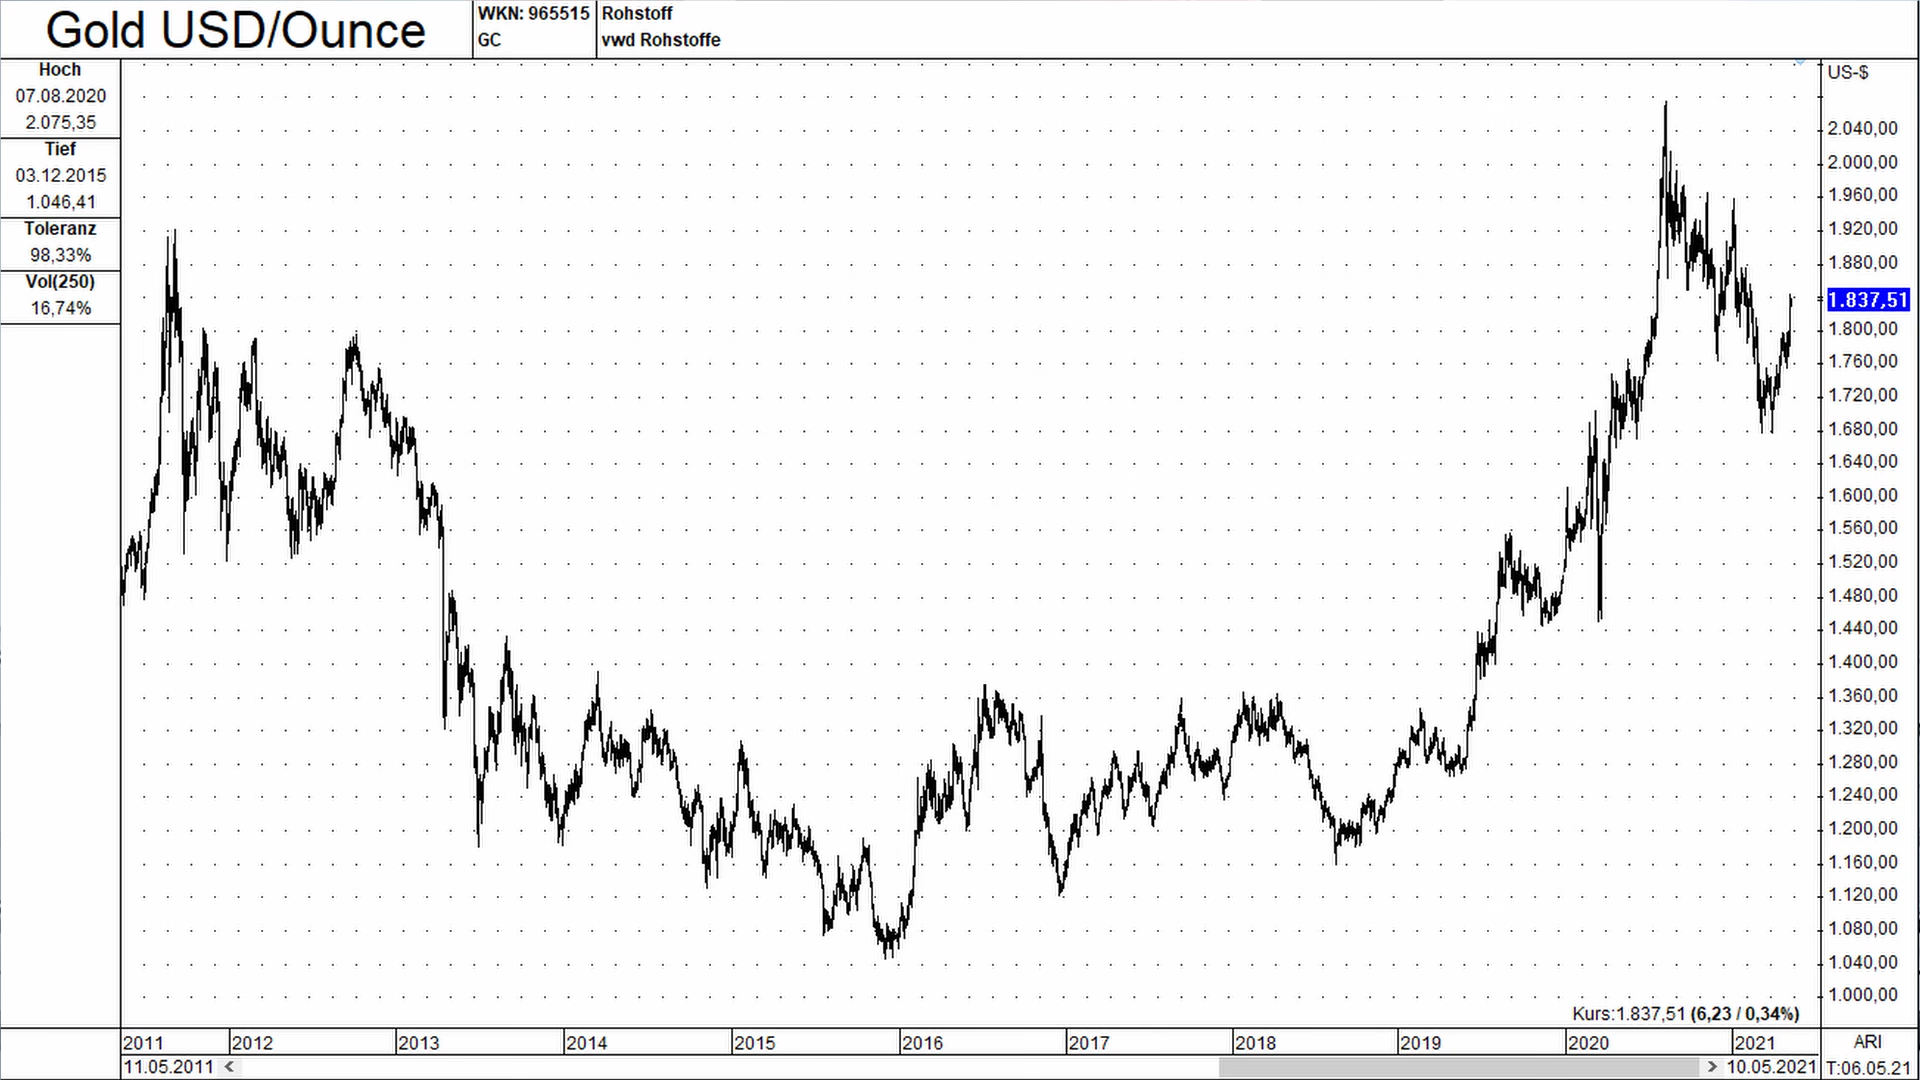 Gold USD/Ounce
WKN: 965515
GC
Rohstoff
vwd Rohstoffe
Hoch
07.08.2020
2.075,35
Tief
03.12.2015
1.046,41
Toleranz
98,33%
Vol(250)
16,74%
US-$
2.040,00
2.000,00
1.960,00
1.920,00
1.880,00
1.837,51
1.800,00
1.760,00
1.720,00
1.680,00
1.640,00
1.600,00
1.560,00
1.520,00
1.480,00
1.440,00
1.400,00
1.360,00
1.320,00
1.280,00
1.240,00
1.200,00
1.160,00
1.120,00
1.080,00
1.040,00
1.000,00
Kurs:1.837,51 (6,23 / 0,34%)
2011 2012 2013 2014 2015 2016 2017 2018 2019 2020 2021 ARI
11.05.2011 < > 10.05.2021 T:06.05.21